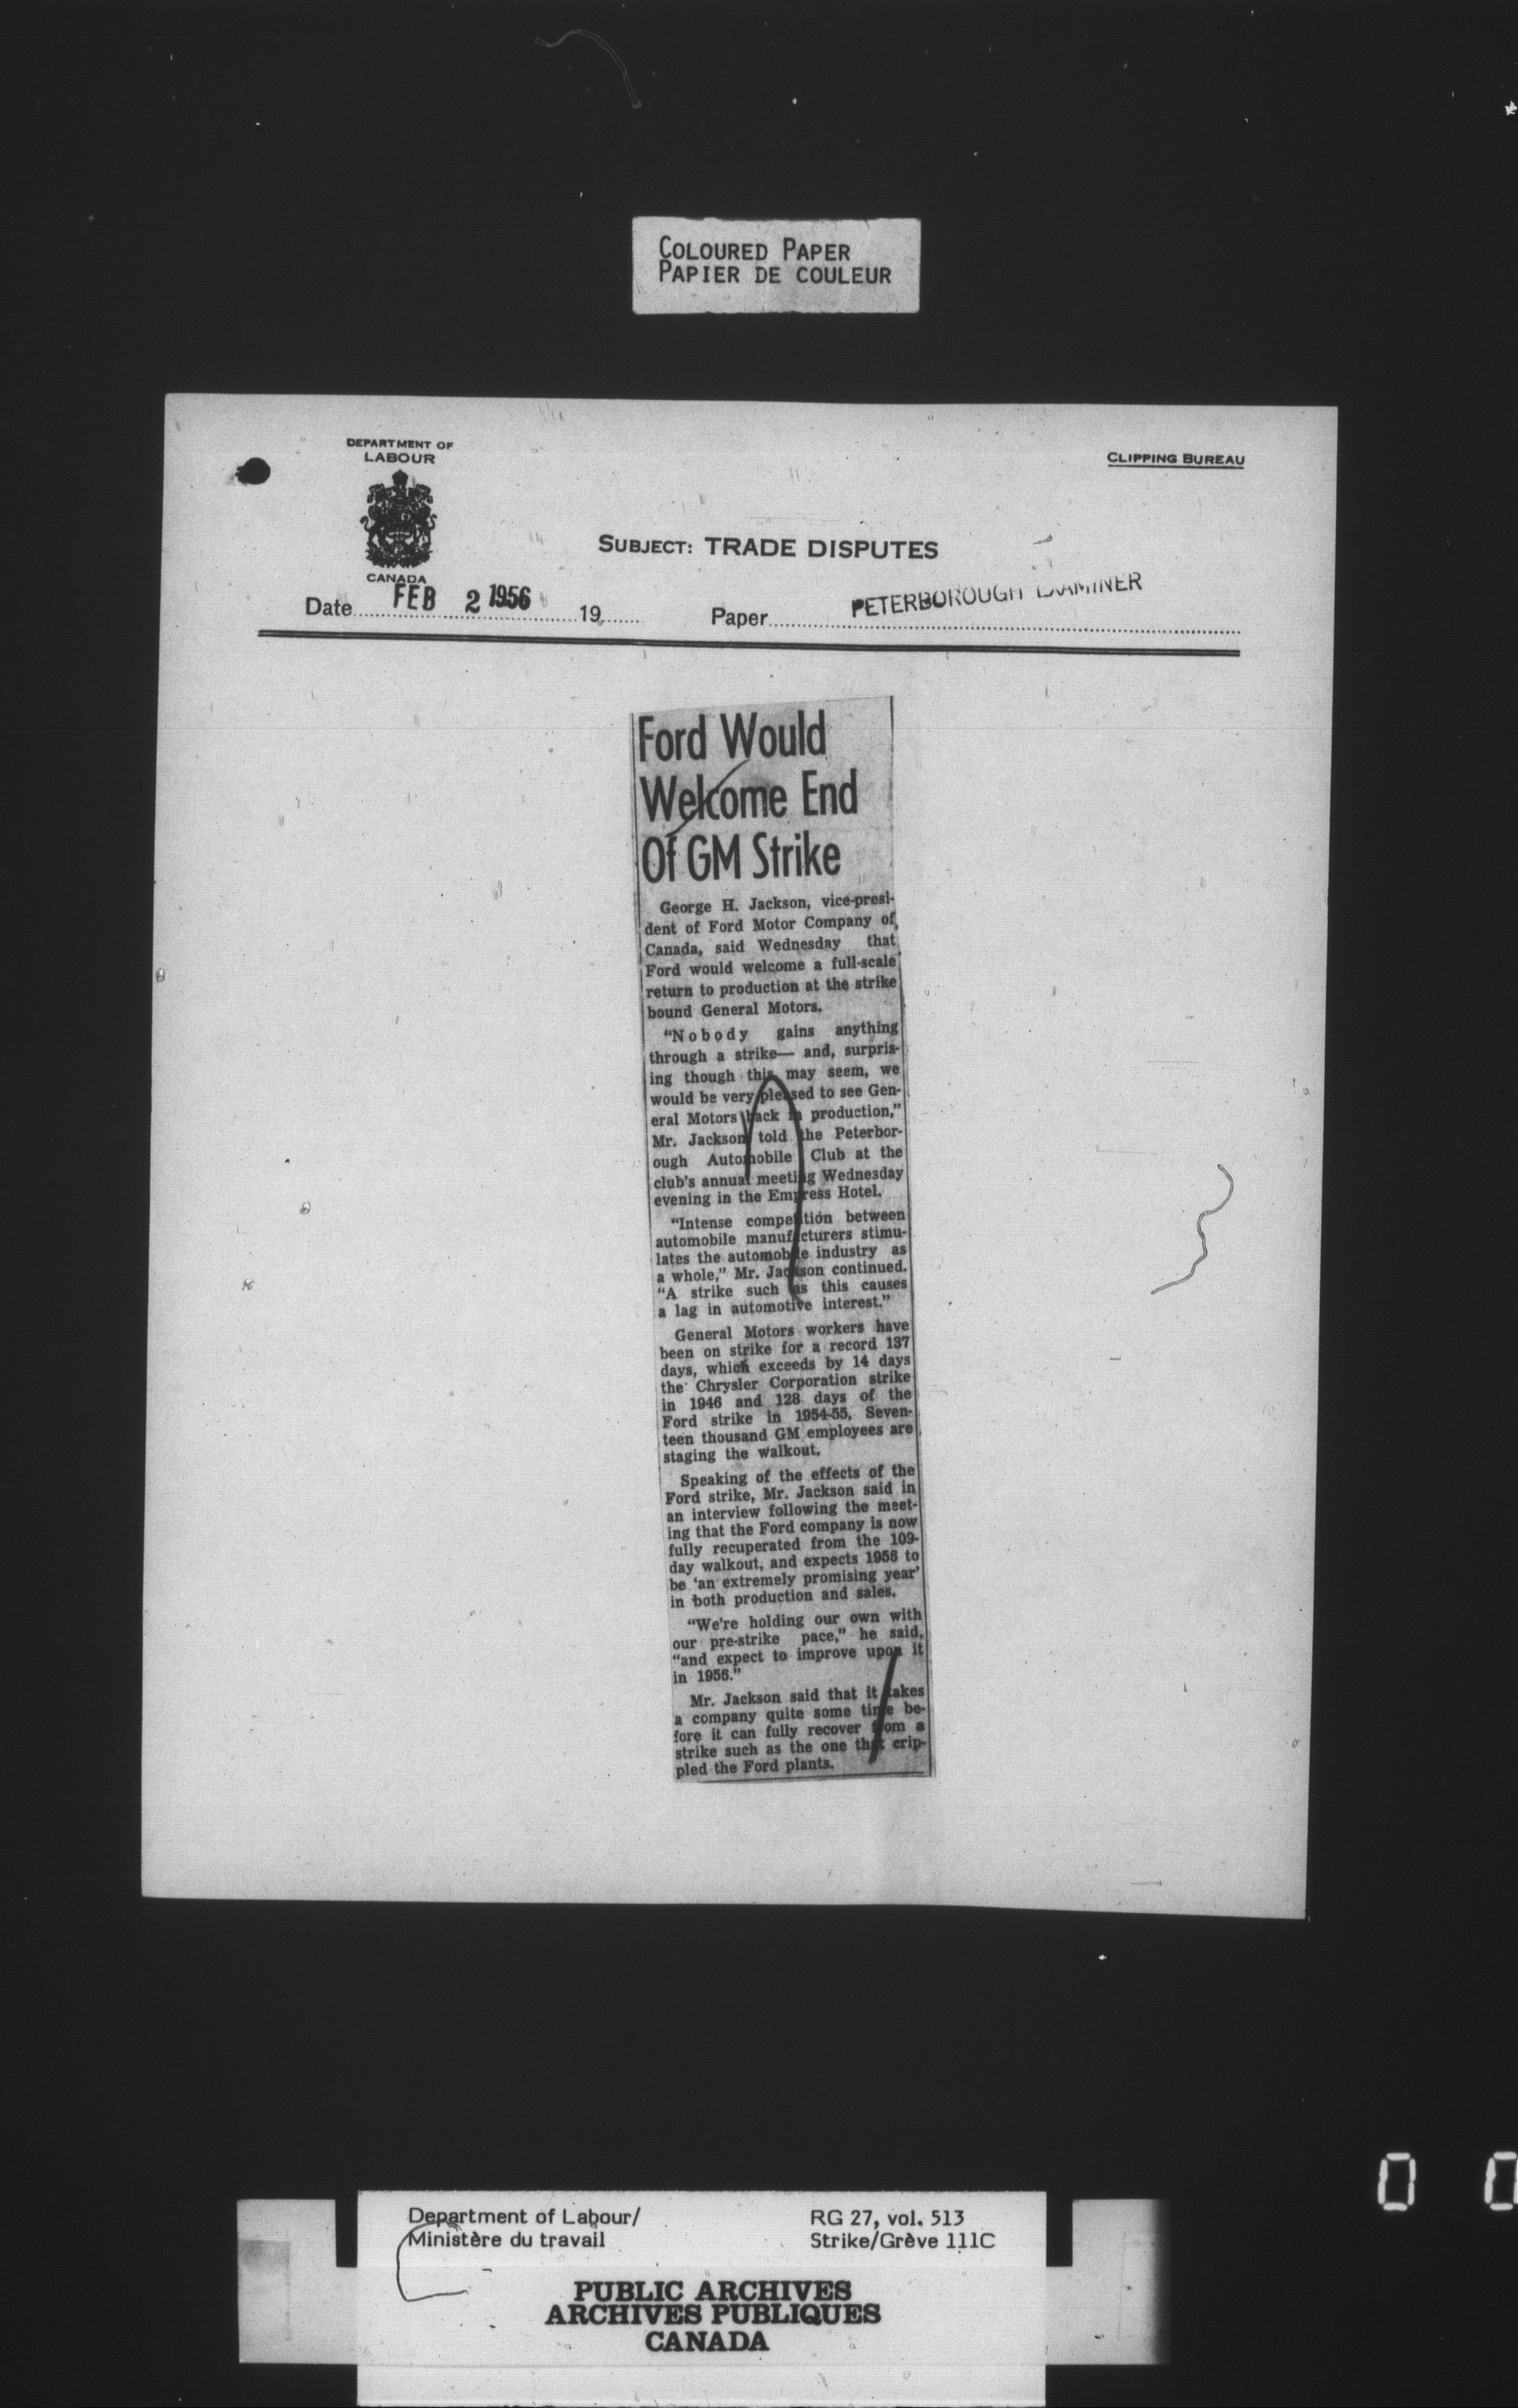 COLOURED PAPER
PAPIER DE COULEUR
DEPARTMENT OF
LABOUR
CANADA
CLIPPING BUREAU
SUBJECT: TRADE DISPUTES
Date FEB 2 1956 19
Paper PETERBOROUGH EXAMINER
Ford Would
Welcome End
Of GM Strike
George H. Jackson, vice-presi-
dent of Ford Motor Company of
Canada, said Wednesday that
Ford would welcome a full-scale
return to production at the strike
bound General Motors.
"Nobody gains anything
through a strike— and, surpris-
ing though this may seem, we
would be very pleased to see Gen-
eral Motors back in production,"
Mr. Jackson told the Peterbor-
ough Automobile Club at the
club's annual meeting Wednesday
evening in the Empress Hotel.
"Intense competition between
automobile manufacturers stimu-
lates the automobile industry as
a whole," Mr. Jackson continued.
"A strike such as this causes
a lag in automotive interest."
General Motors workers have
been on strike for a record 137
days, which exceeds by 14 days
the Chrysler Corporation strike
in 1946 and 128 days of the
Ford strike in 1954-55. Seven-
teen thousand GM employees are
staging the walkout.
Speaking of the effects of the
Ford strike, Mr. Jackson said in
an interview following the meet-
ing that the Ford company is now
fully recuperated from the 109-
day walkout, and expects 1956 to
be 'an extremely promising year'
in both production and sales.
"We're holding our own with
our pre-strike pace," he said,
"and expect to improve upon it
in 1956."
Mr. Jackson said that it takes
a company quite some time be-
fore it can fully recover from a
strike such as the one that crip-
pled the Ford plants.
0 0
Department of Labour/
Ministère du travail
RG 27, vol. 513
Strike/Grève 111C
PUBLIC ARCHIVES
ARCHIVES PUBLIQUES
CANADA